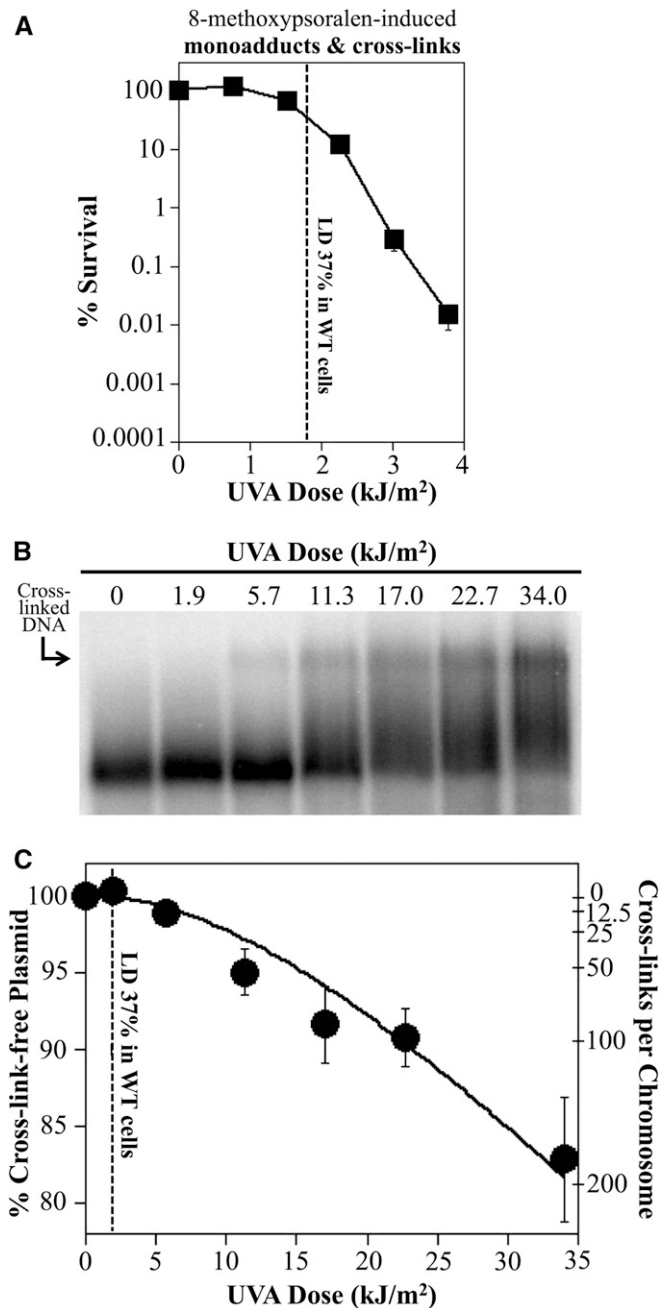 A
8-methoxypsoralen-induced
monoadducts & cross-links
% Survival
100
10
1
0.1
0.01
0.001
0.0001
LD 37% in WT cells
0 1 2 3 4
UVA Dose (kJ/m²)
B
UVA Dose (kJ/m²)
Cross-
linked
DNA
0 1.9 5.7 11.3 17.0 22.7 34.0
C
% Cross-link-free Plasmid
100
95
90
85
80
LD 37% in WT cells
0
12.5
25
50
100
200
Cross-links per Chromosome
0 5 10 15 20 25 30 35
UVA Dose (kJ/m²)